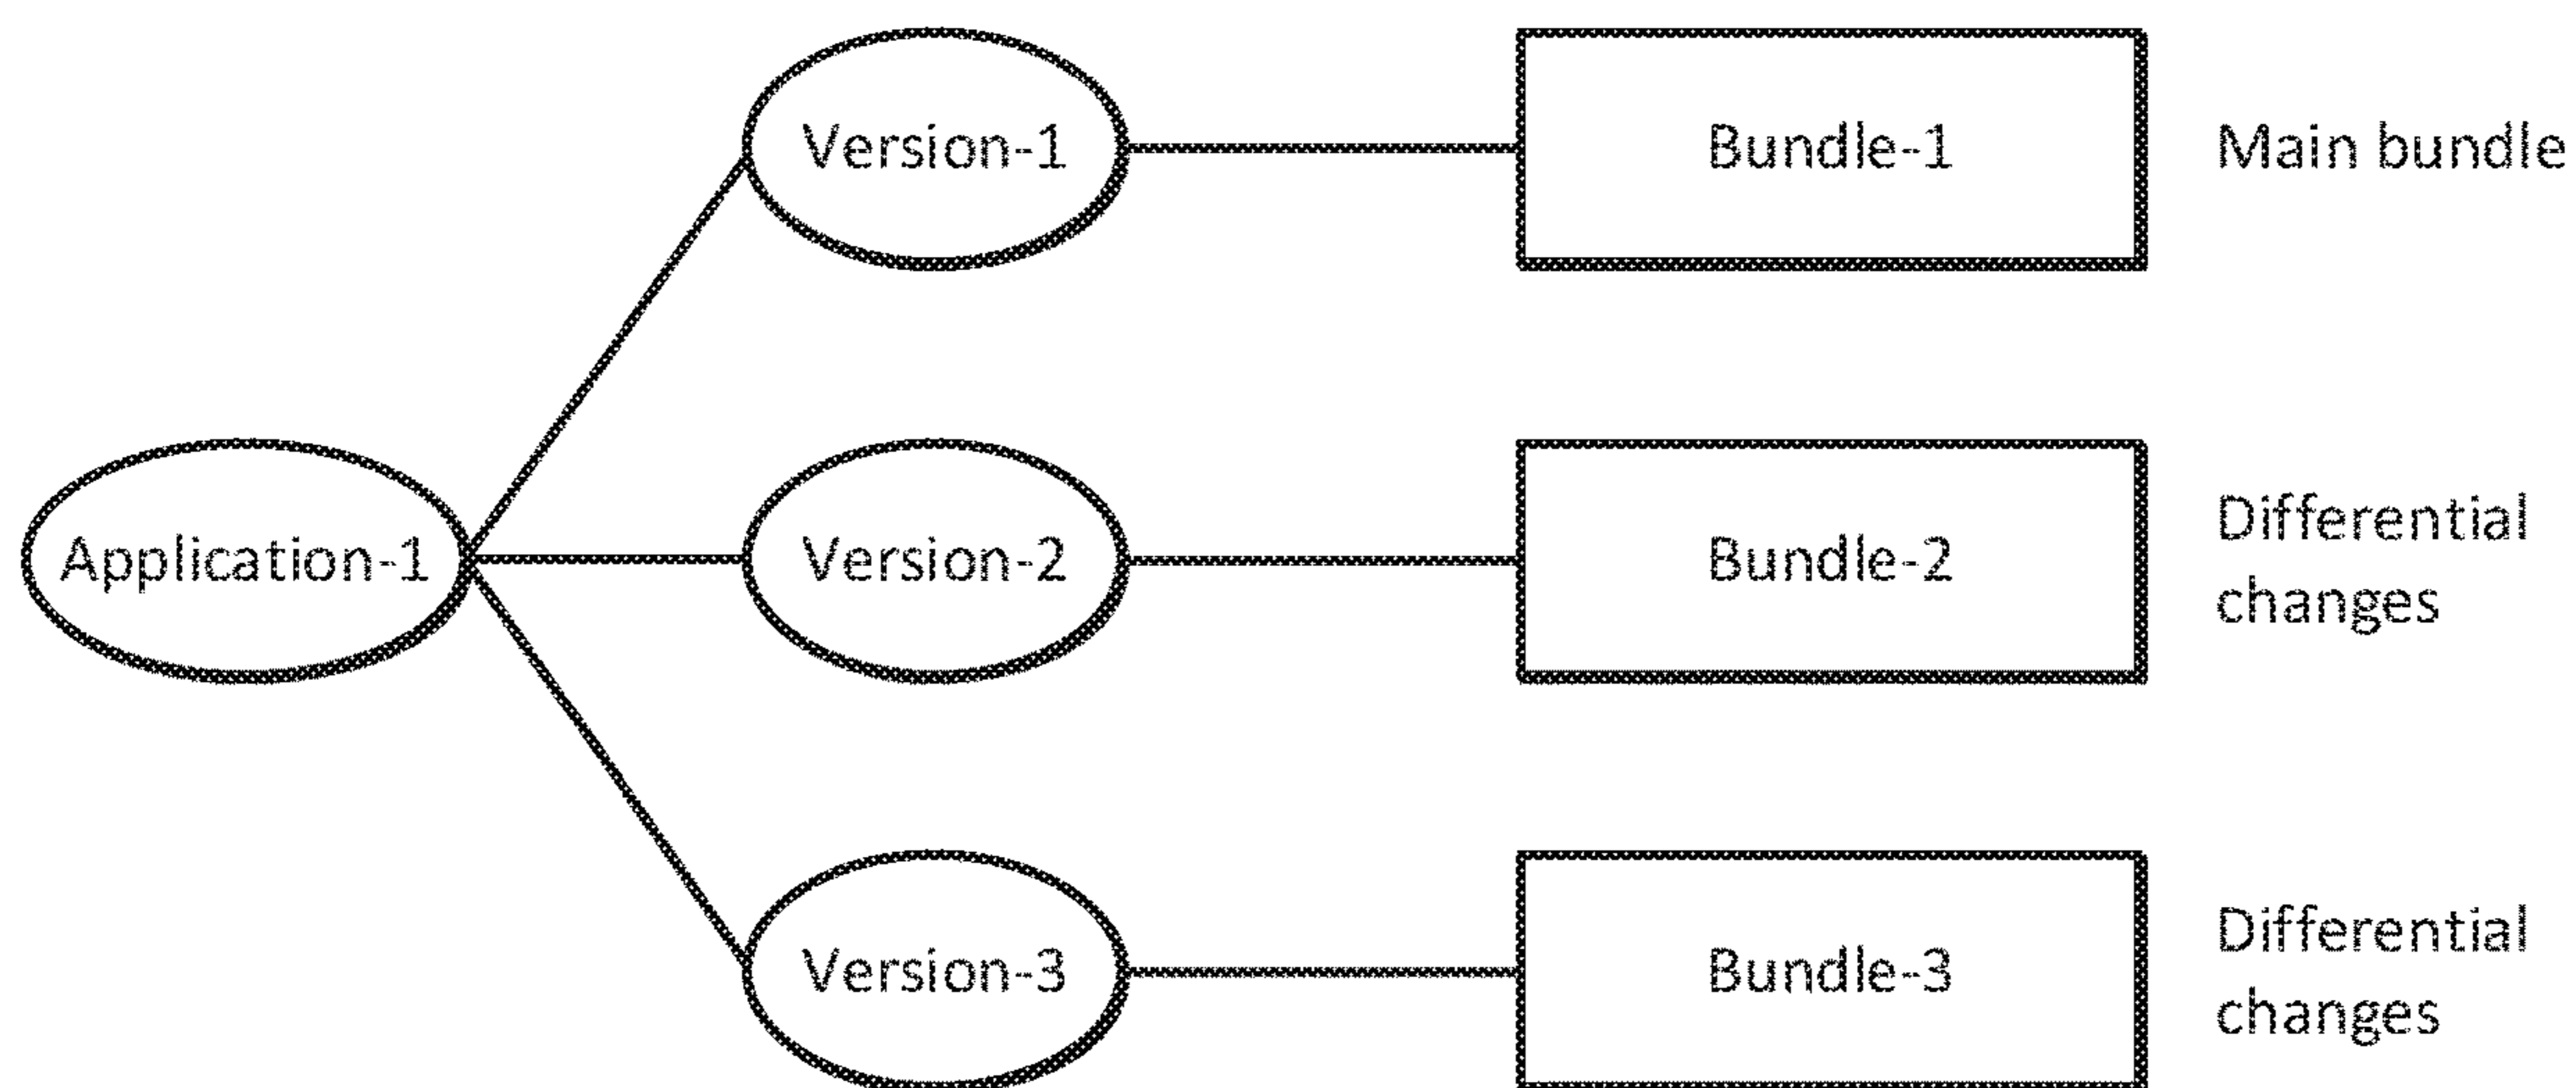 Version-1
Bundle-1
Main bundle
Application-1
Version-2
Bundle-2
Differential
changes
Version-3
Bundle-3
Differential
changes